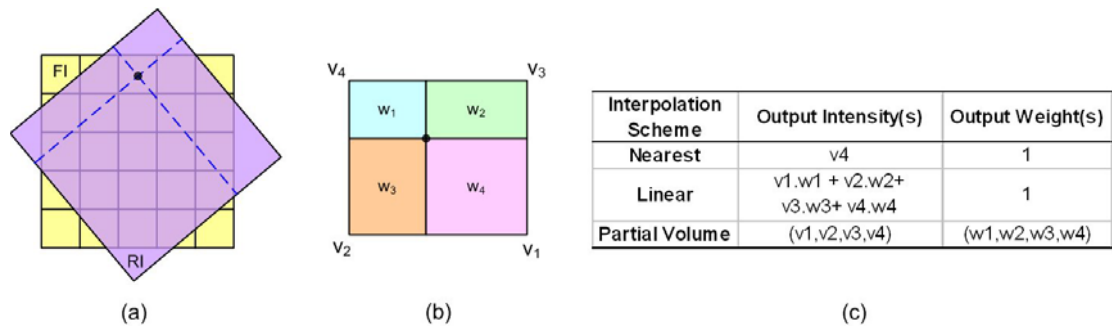 FI
RI
(a)
v4 v3
w1 w2
w3 w4
v2 v1
(b)
Interpolation Scheme Output Intensity(s) Output Weight(s)
Nearest v4 1
Linear v1.w1 + v2.w2+ 1
v3.w3+ v4.w4
Partial Volume (v1,v2,v3,v4) (w1,w2,w3,w4)
(c)